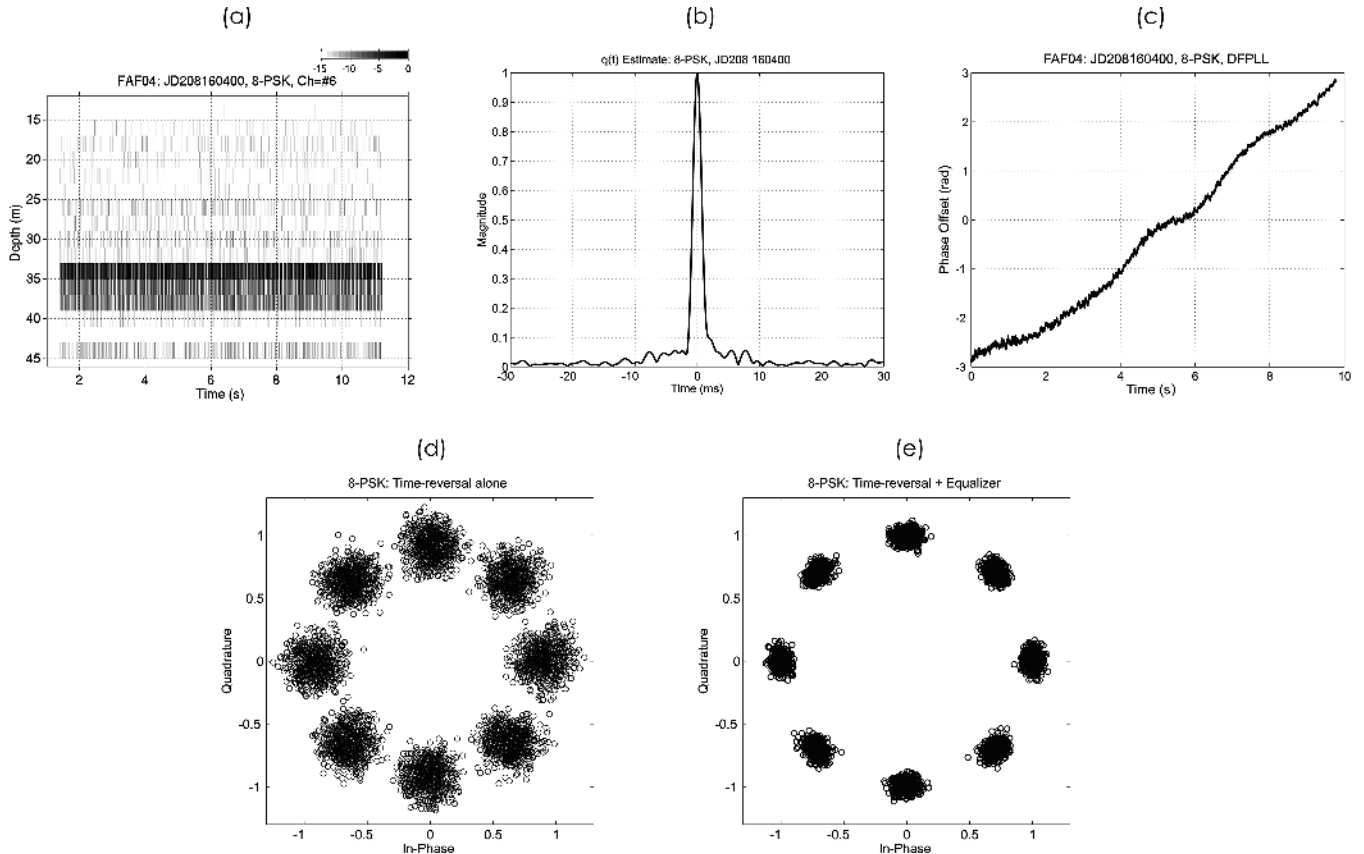 (a)
-15 -10 -5 0
FAF04: JD208160400, 8-PSK, Ch=#6
15
20
25
30
35
40
45
Depth (m)
2 4 6 8 10 12
Time (s)
(b)
q(t) Estimate: 8-PSK, JD208 160400
1
0.9
0.8
0.7
0.6
0.5
0.4
0.3
0.2
0.1
0
Magnitude
-30 -20 -10 0 10 20 30
Time (ms)
(c)
FAF04: JD208160400, 8-PSK, DFPLL
3
2
1
0
-1
-2
-3
Phase Offset (rad)
0 2 4 6 8 10
Time (s)
(d)
8-PSK: Time-reversal alone
1
0.5
0
-0.5
-1
Quadrature
-1 -0.5 0 0.5 1
In-Phase
(e)
8-PSK: Time-reversal + Equalizer
1
0.5
0
-0.5
-1
Quadrature
-1 -0.5 0 0.5 1
In-Phase